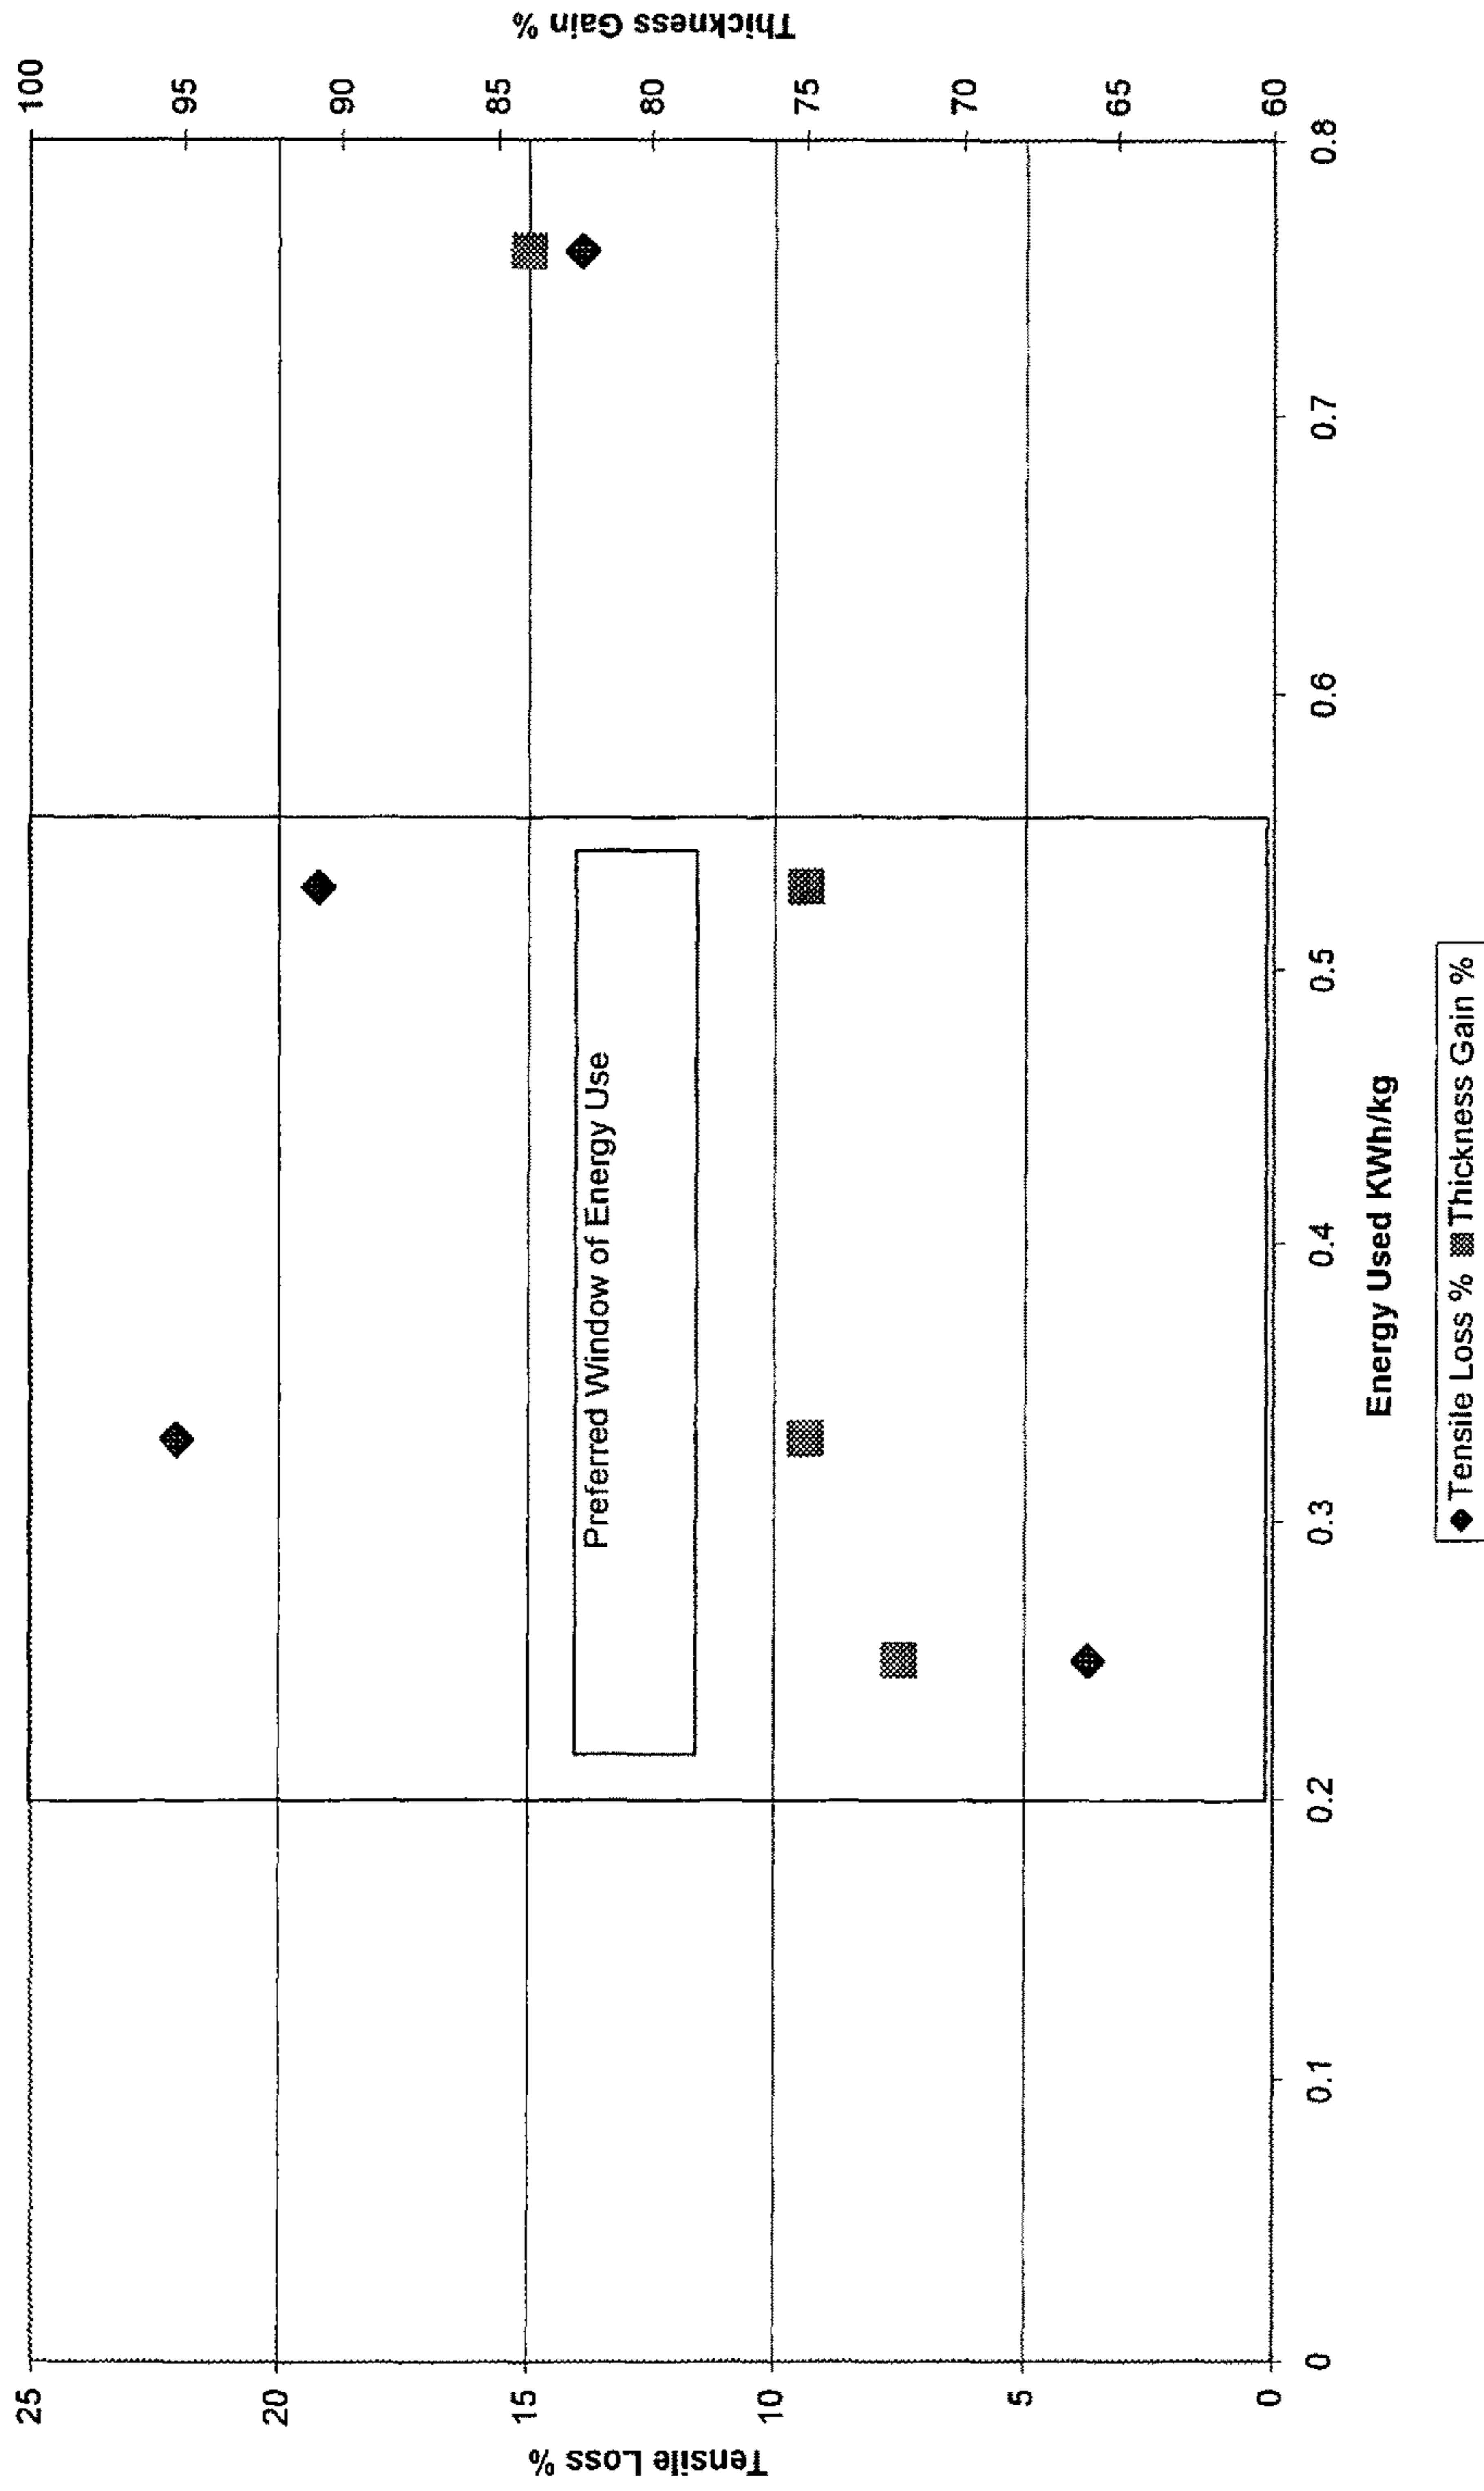 Tensile Loss %
25
20
15
10
5
0
Preferred Window of Energy Use
100
95
90
85
80
75
70
65
60
Thickness Gain %
0 0.1 0.2 0.3 0.4 0.5 0.6 0.7 0.8
Energy Used KWh/kg
Tensile Loss % Thickness Gain %